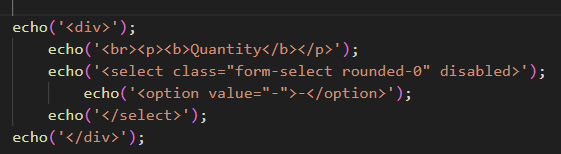 echo('<div>');
echo('<br><p><b>Quantity</b></p>');
echo('<select class="form-select rounded-0" disabled>');
echo('<option value="-">-</option>');
echo('</select>');
echo('</div>');